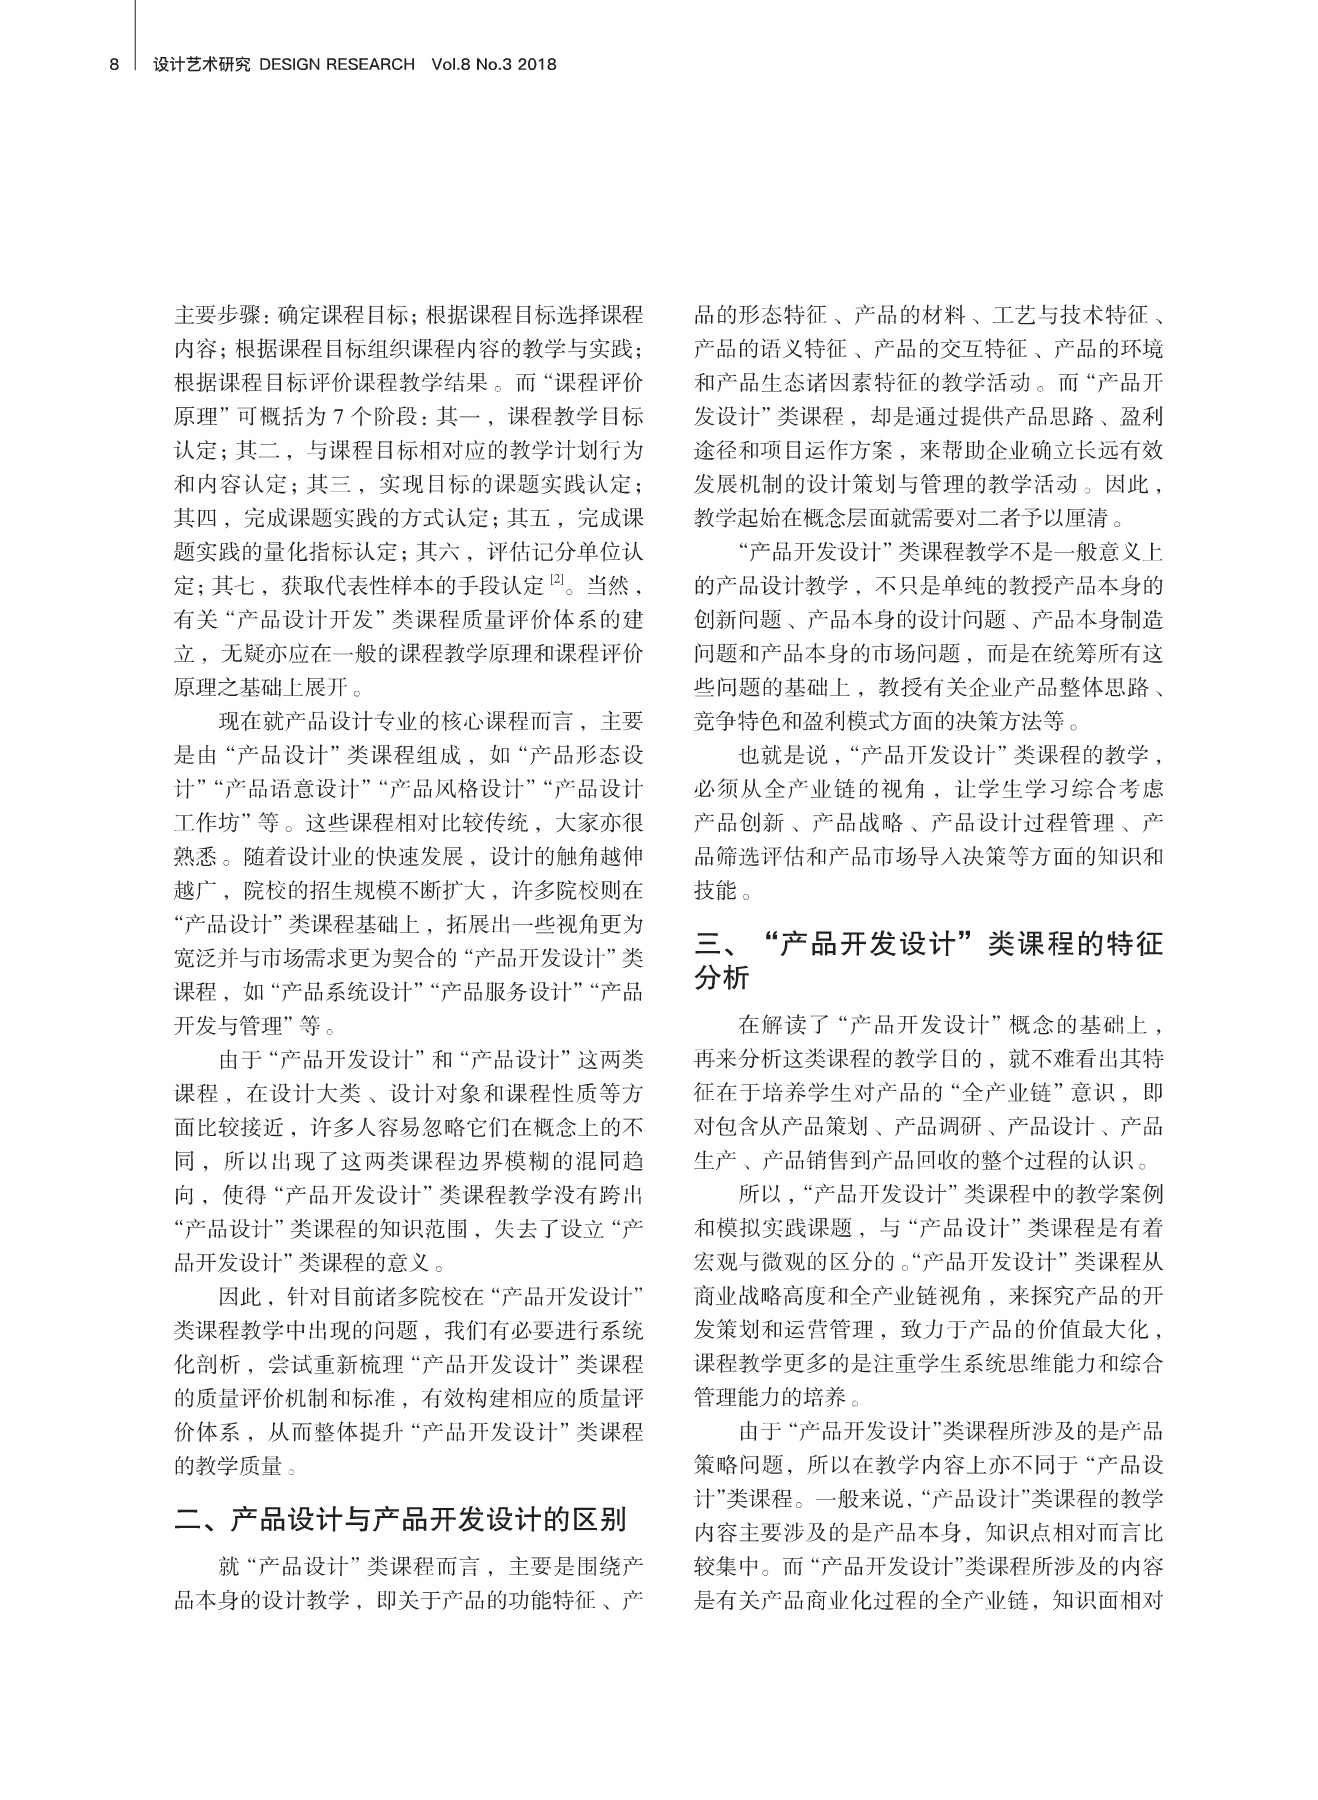 8 设计艺术研究 DESIGN RESEARCH Vol.8 No.3 2018
主要步骤：确定课程目标；根据课程目标选择课程
内容；根据课程目标组织课程内容的教学与实践；
根据课程目标评价课程教学结果。而“课程评价
原理”可概括为 7 个阶段：其一，课程教学目标
认定；其二，与课程目标相对应的教学计划行为
和内容认定；其三，实现目标的课题实践认定；
其四，完成课题实践的方式认定；其五，完成课
题实践的量化指标认定；其六，评估记分单位认
定；其七，获取代表性样本的手段认定 [2]。当然，
有关“产品设计开发”类课程质量评价体系的建
立，无疑亦应在一般的课程教学原理和课程评价
原理之基础上展开。
现在就产品设计专业的核心课程而言，主要
是由“产品设计”类课程组成，如“产品形态设
计”“产品语意设计”“产品风格设计”“产品设计
工作坊”等。这些课程相对比较传统，大家亦很
熟悉。随着设计业的快速发展，设计的触角越伸
越广，院校的招生规模不断扩大，许多院校则在
“产品设计”类课程基础上，拓展出一些视角更为
宽泛并与市场需求更为契合的“产品开发设计”类
课程，如“产品系统设计”“产品服务设计”“产品
开发与管理”等。
由于“产品开发设计”和“产品设计”这两类
课程，在设计大类、设计对象和课程性质等方
面比较接近，许多人容易忽略它们在概念上的不
同，所以出现了这两类课程边界模糊的混同趋
向，使得“产品开发设计”类课程教学没有跨出
“产品设计”类课程的知识范围，失去了设立“产
品开发设计”类课程的意义。
因此，针对目前诸多院校在“产品开发设计”
类课程教学中出现的问题，我们有必要进行系统
化剖析，尝试重新梳理“产品开发设计”类课程
的质量评价机制和标准，有效构建相应的质量评
价体系，从而整体提升“产品开发设计”类课程
的教学质量。
二、产品设计与产品开发设计的区别
就“产品设计”类课程而言，主要是围绕产
品本身的设计教学，即关于产品的功能特征、产
品的形态特征、产品的材料、工艺与技术特征、
产品的语义特征、产品的交互特征、产品的环境
和产品生态诸因素特征的教学活动。而“产品开
发设计”类课程，却是通过提供产品思路、盈利
途径和项目运作方案，来帮助企业确立长远有效
发展机制的设计策划与管理的教学活动。因此，
教学起始在概念层面就需要对二者予以厘清。
“产品开发设计”类课程教学不是一般意义上
的产品设计教学，不只是单纯的教授产品本身的
创新问题、产品本身的设计问题、产品本身制造
问题和产品本身的市场问题，而是在统筹所有这
些问题的基础上，教授有关企业产品整体思路、
竞争特色和盈利模式方面的决策方法等。
也就是说，“产品开发设计”类课程的教学，
必须从全产业链的视角，让学生学习综合考虑
产品创新、产品战略、产品设计过程管理、产
品筛选评估和产品市场导入决策等方面的知识和
技能。
三、“产品开发设计”类课程的特征
分析
在解读了“产品开发设计”概念的基础上，
再来分析这类课程的教学目的，就不难看出其特
征在于培养学生对产品的“全产业链”意识，即
对包含从产品策划、产品调研、产品设计、产品
生产、产品销售到产品回收的整个过程的认识。
所以，“产品开发设计”类课程中的教学案例
和模拟实践课题，与“产品设计”类课程是有着
宏观与微观的区分的。“产品开发设计”类课程从
商业战略高度和全产业链视角，来探究产品的开
发策划和运营管理，致力于产品的价值最大化，
课程教学更多的是注重学生系统思维能力和综合
管理能力的培养。
由于“产品开发设计”类课程所涉及的是产品
策略问题，所以在教学内容上亦不同于“产品设
计”类课程。一般来说，“产品设计”类课程的教学
内容主要涉及的是产品本身，知识点相对而言比
较集中。而“产品开发设计”类课程所涉及的内容
是有关产品商业化过程的全产业链，知识面相对